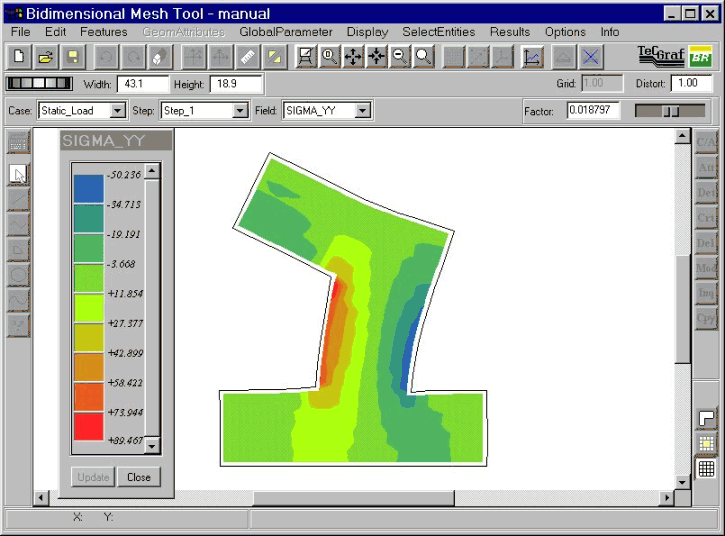 Bidimensional Mesh Tool - manual
File Edit Features GeomAttributes GlobalParameter Display SelectEntities Results Options Info
TeCGraf BR
Width: 43.1 Height: 18.9 Grid: 1.00 Distort: 1.00
Case: Static_Load Step: Step_1 Field: SIGMA_YY Factor: 0.018797
SIGMA_YY
-50.236
-34.713
-19.191
-3.668
+11.854
+27.377
+42.899
+58.422
+73.944
+89.467
Update Close
C/A
Att
Def
Crt
Del
Mod
Inq
Cpy
X: Y: